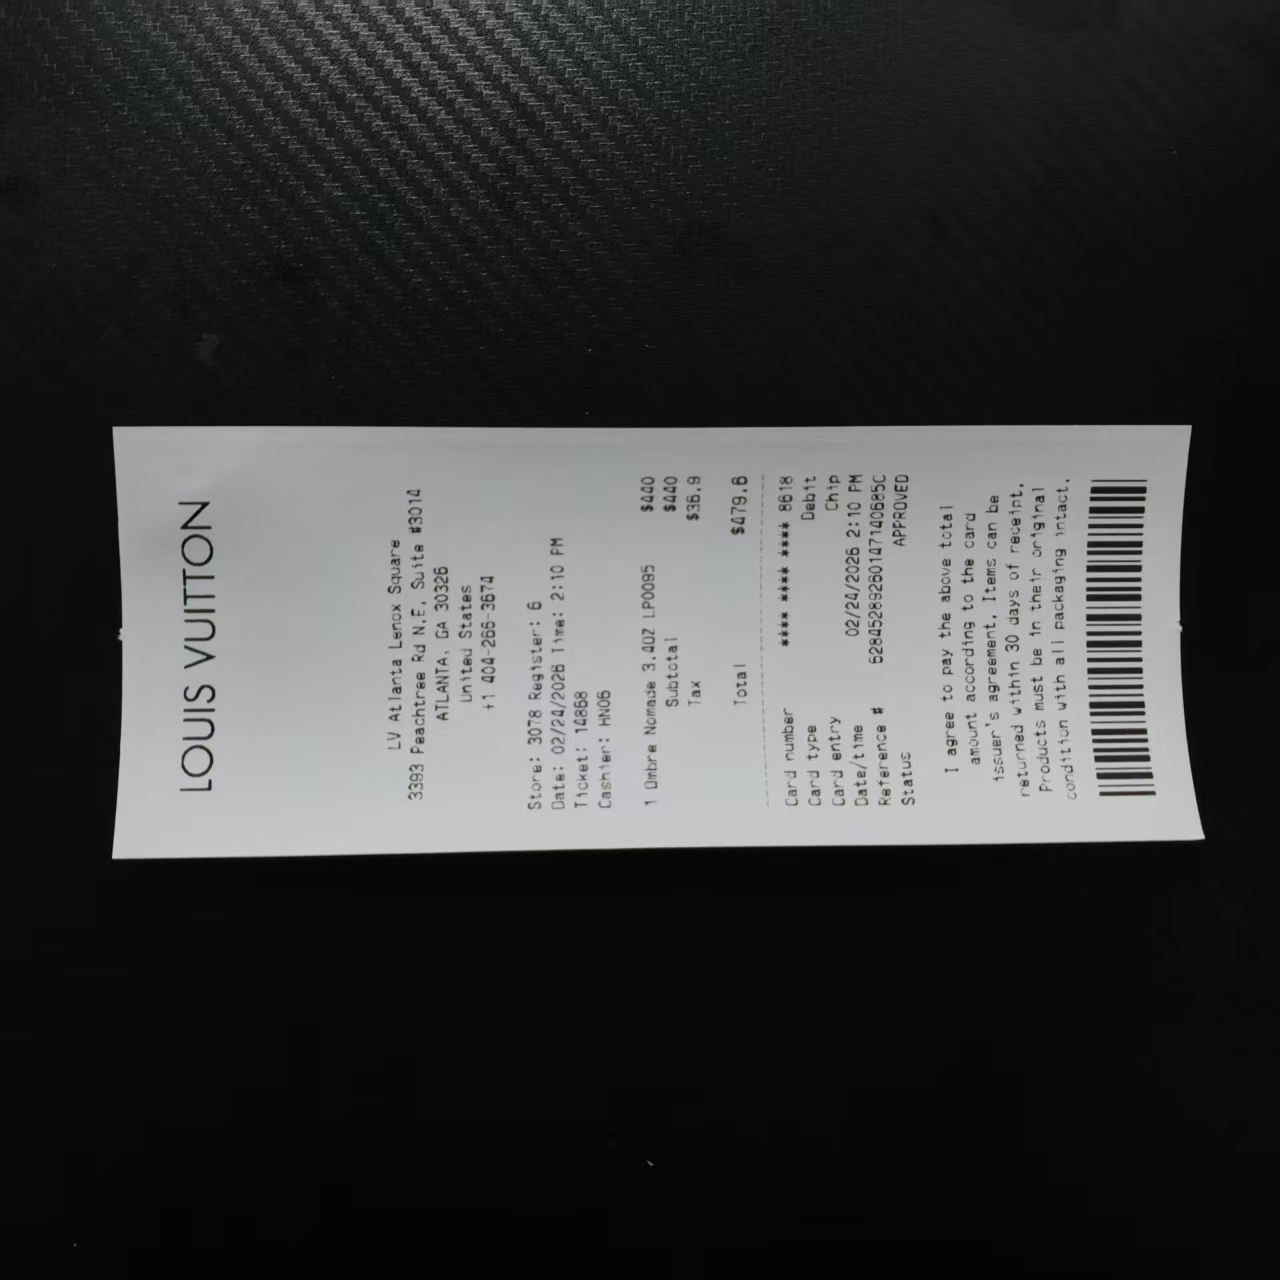 LOUIS VUITTON
LV Atlanta Lenox Square
3393 Peachtree Rd N.E, Suite #3014
ATLANTA, GA 30326
United States
+1 404-266-3674
Store: 3078 Register: 6
Date: 02/24/2026 Time: 2:10 PM
Ticket: 14868
Cashier: HN06
1 Ombre Nomade 3.4OZ LP0095 $440
Subtotal $440
Tax $36.9
Total $479.6
Card number **** **** **** 8618
Card type Debit
Card entry Chip
Date/time 02/24/2026 2:10 PM
Reference # 62845289260147140685C
Status APPROVED
I agree to pay the above total
amount according to the card
issuer's agreement. Items can be
returned within 30 days of receipt.
Products must be in their original
condition with all packaging intact.